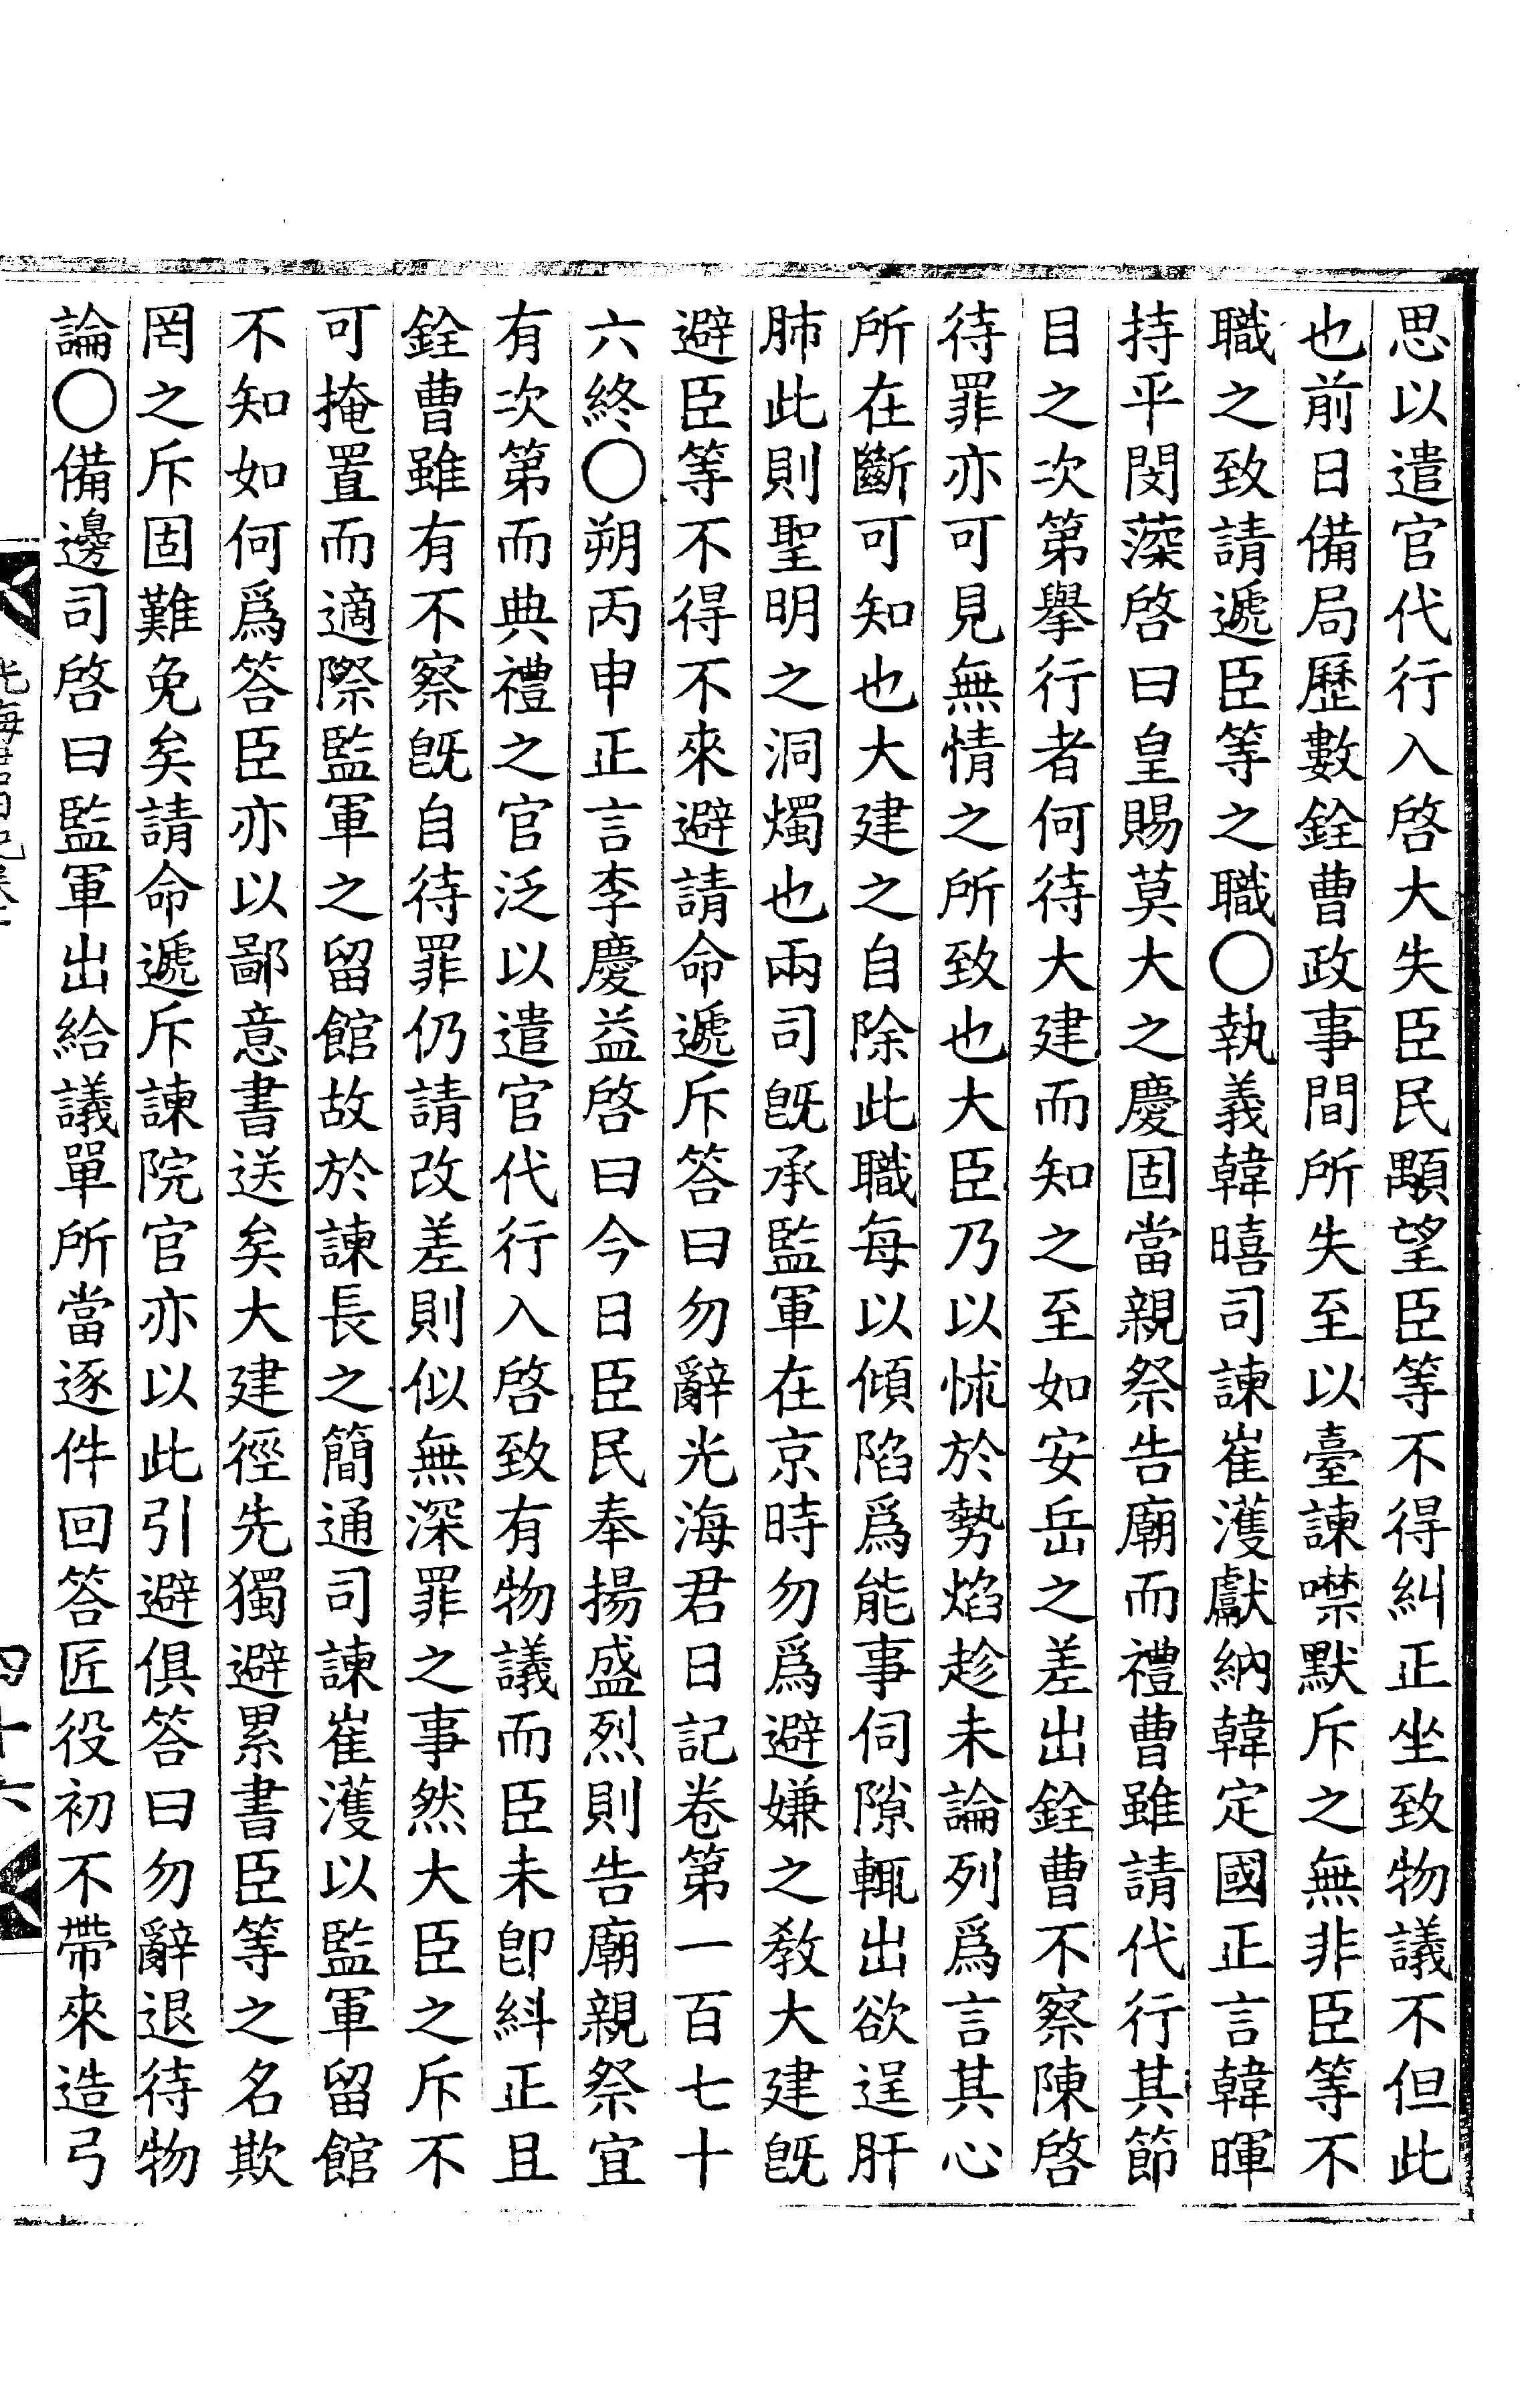 思以遣官代行入啓大失臣民顒望臣等不得糾正坐致物議不但此
也前日備局歷數銓曹政事間所失至以臺諫噤默斥之無非臣等不
職之致請遞臣等之職〇執義韓暿司諫崔濩獻納韓定國正言韓暉
持平閔蕅啓曰皇賜莫大之慶固當親祭告廟而禮曹雖請代行其節
目之次第擧行者何待大建而知之至如安岳之差出銓曹不察陳啓
待罪亦可見無情之所致也大臣乃以怵於勢焰趁未論列爲言其心
所在斷可知也大建之自除此職每以傾陷爲能事伺隙輒出欲逞肝
肺此則聖明之洞燭也兩司旣承監軍在京時勿爲避嫌之敎大建旣
避臣等不得不來避請命遞斥答曰勿辭光海君日記卷第一百七十
六終〇朔丙申正言李慶益啓曰今日臣民奉揚盛烈則告廟親祭宜
有次第而典禮之官泛以遣官代行入啓致有物議而臣未卽糾正且
銓曹雖有不察旣自待罪仍請改差則似無深罪之事然大臣之斥不
可掩置而適際監軍之留館故於諫長之簡通司諫崔濩以監軍留館
不知如何爲答臣亦以鄙意書送矣大建徑先獨避累書臣等之名欺
罔之斥固難免矣請命遞斥諫院官亦以此引避俱答曰勿辭退待物
論〇備邊司啓曰監軍出給議單所當逐件回答匠役初不帶來造弓